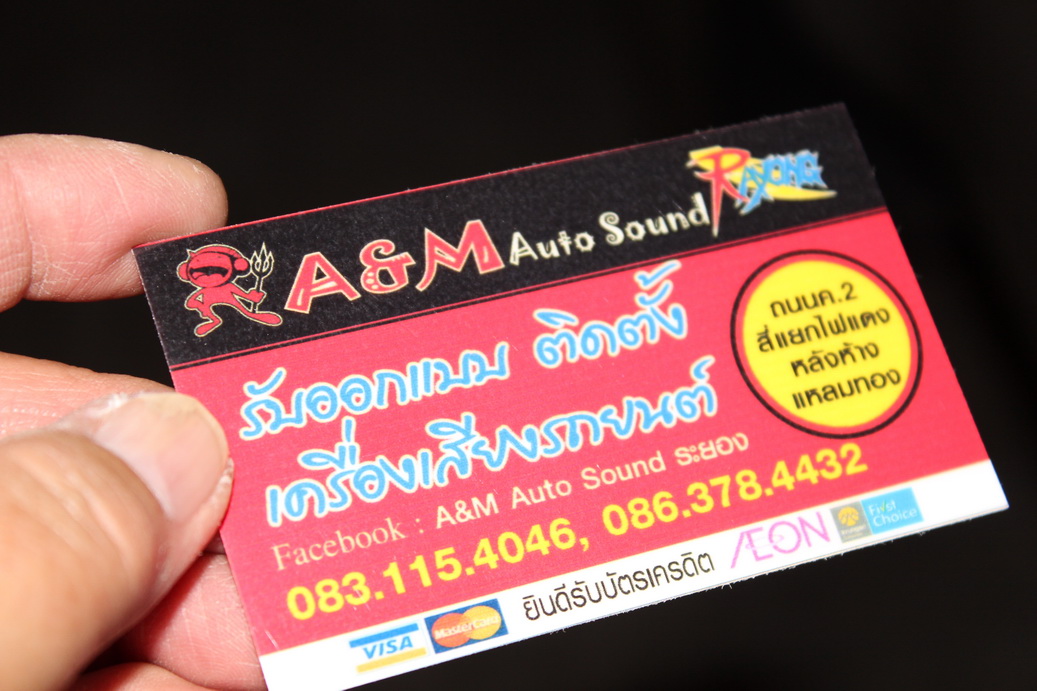 A&M Auto Sound RAYONG
รับออกแบบ ติดตั้ง
เครื่องเสียงรถยนต์
ถนนค.2
สี่แยกไฟแดง
หลังห้าง
แหลมทอง
Facebook : A&M Auto Sound ระยอง
083.115.4046, 086.378.4432
VISA MasterCard ยินดีรับบัตรเครดิต ÆON First Choice